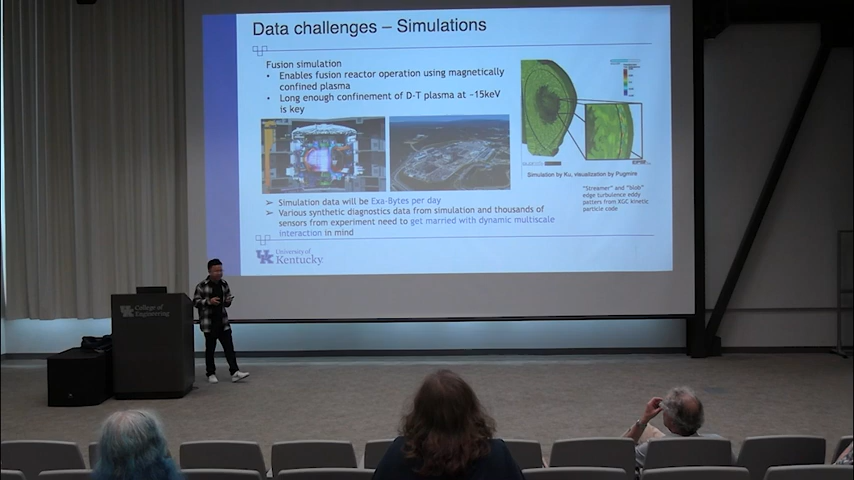 Data challenges – Simulations
Fusion simulation
• Enables fusion reactor operation using magnetically
confined plasma
• Long enough confinement of D-T plasma at ~15keV
is key
Simulation by Ku, visualization by Pugmire
"Streamer" and "blob"
edge turbulence eddy
patters from XGC kinetic
particle code
➢ Simulation data will be Exa-Bytes per day
➢ Various synthetic diagnostics data from simulation and thousands of
sensors from experiment need to get married with dynamic multiscale
interaction in mind
UK University of
Kentucky
UK College of
Engineering